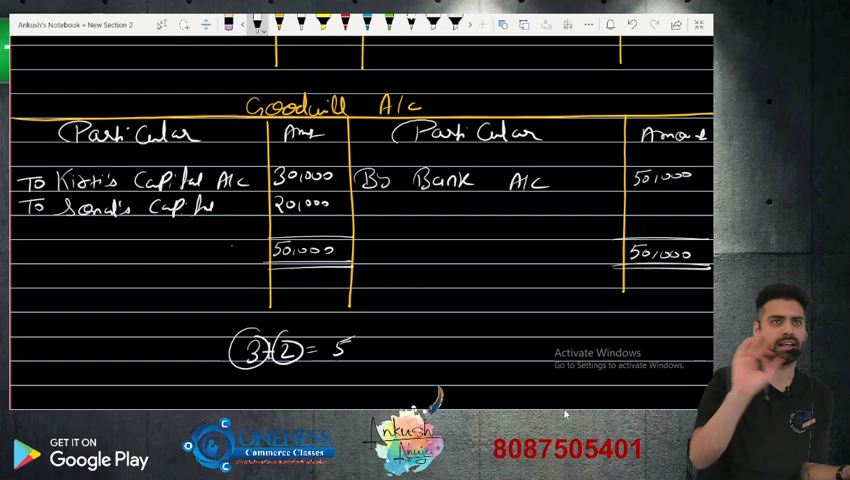 Ankush's Notebook » New Section 2
Goodwill A/c
Particular Amt Particular Amount
To Kirti's Capital A/c 30,000 By Bank A/c 50,000
To Sonal's Capital 20,000
50,000 50,000
3+2 = 5
Activate Windows
Go to Settings to activate Windows.
GET IT ON
Google Play
O C C
ONENESS
Commerce Classes
Ankush
Ahuja
8087505401